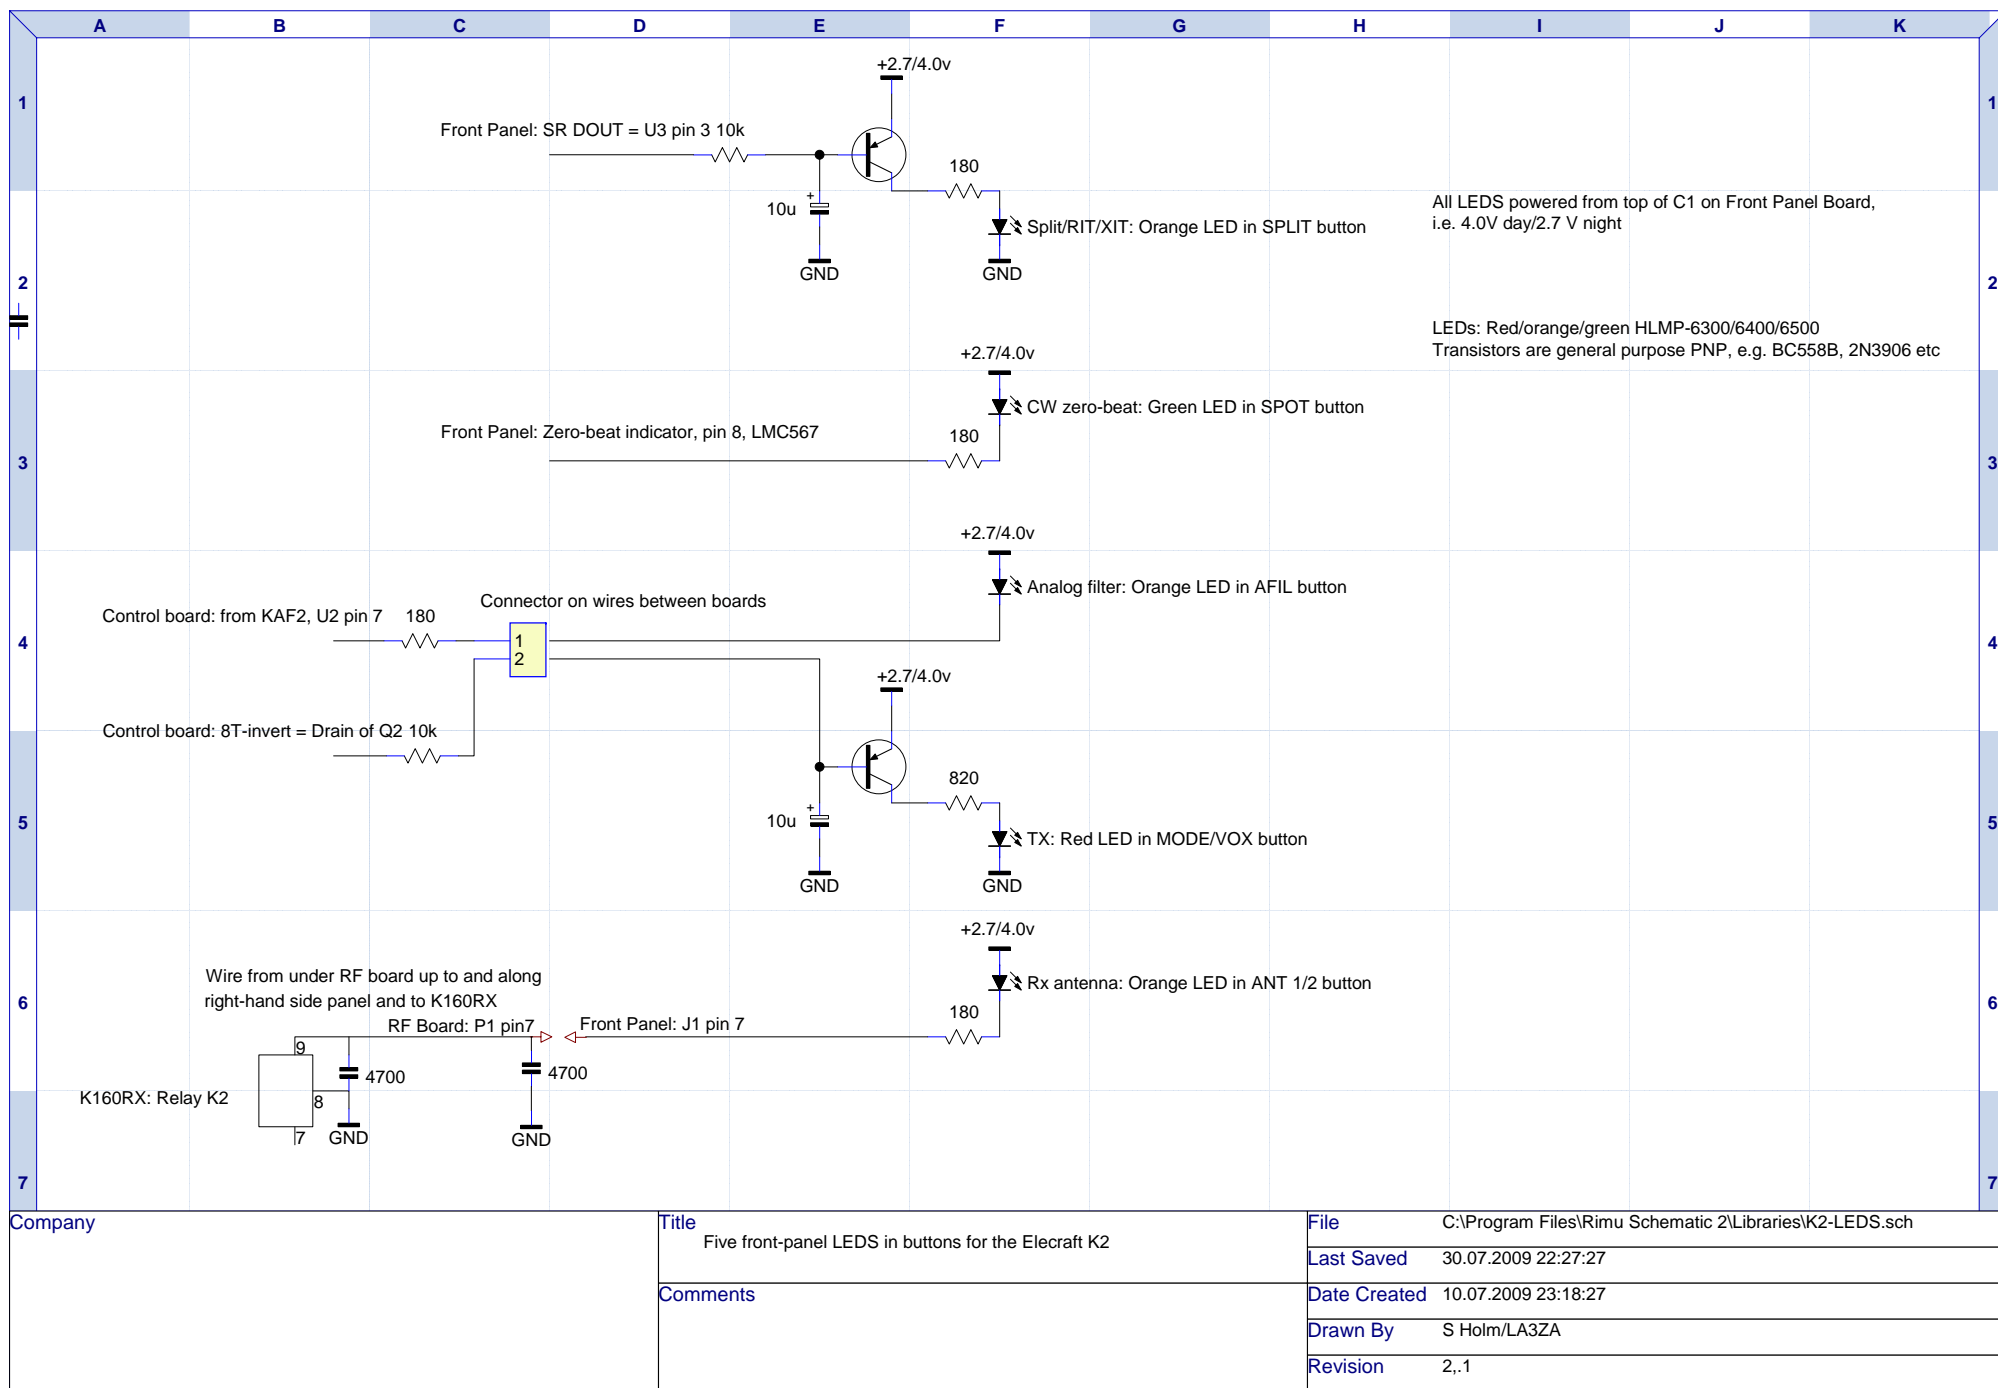 A B C D E F G H I J K
+2.7/4.0v
1 1
Front Panel: SR DOUT = U3 pin 3 10k
180
10u +
All LEDS powered from top of C1 on Front Panel Board,
i.e. 4.0V day/2.7 V night
Split/RIT/XIT: Orange LED in SPLIT button
GND GND
2 2
LEDs: Red/orange/green HLMP-6300/6400/6500
Transistors are general purpose PNP, e.g. BC558B, 2N3906 etc
+2.7/4.0v
CW zero-beat: Green LED in SPOT button
Front Panel: Zero-beat indicator, pin 8, LMC567
180
3 3
+2.7/4.0v
Analog filter: Orange LED in AFIL button
Connector on wires between boards
Control board: from KAF2, U2 pin 7 180
1
2
4 4
+2.7/4.0v
Control board: 8T-invert = Drain of Q2 10k
820
10u +
5 5
TX: Red LED in MODE/VOX button
GND GND
+2.7/4.0v
Wire from under RF board up to and along
right-hand side panel and to K160RX
Rx antenna: Orange LED in ANT 1/2 button
6 6
180
RF Board: P1 pin7 Front Panel: J1 pin 7
9
4700 4700
K160RX: Relay K2
8
7 GND GND
7 7
Company
Title
Five front-panel LEDS in buttons for the Elecraft K2
Comments
File C:\Program Files\Rimu Schematic 2\Libraries\K2-LEDS.sch
Last Saved 30.07.2009 22:27:27
Date Created 10.07.2009 23:18:27
Drawn By S Holm/LA3ZA
Revision 2,.1